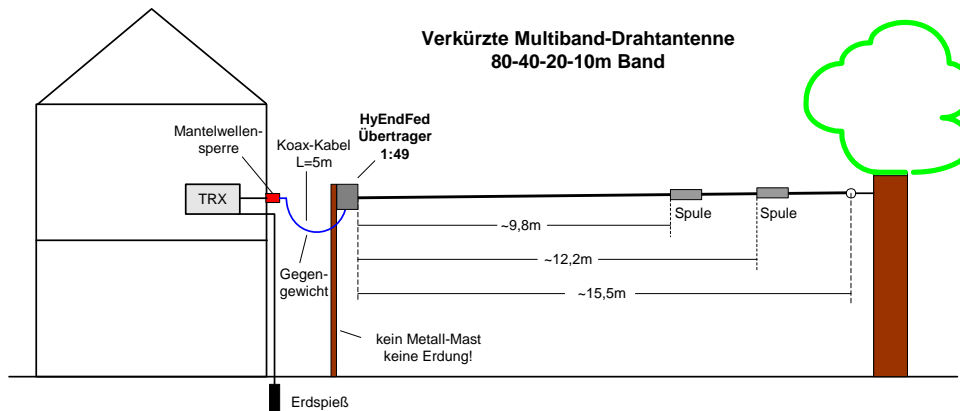 Verkürzte Multiband-Drahtantenne
80-40-20-10m Band
HyEndFed
Übertrager
1:49
Mantelwellen-
sperre
Koax-Kabel
L=5m
TRX
Spule
Spule
~9,8m
~12,2m
~15,5m
Gegen-
gewicht
kein Metall-Mast
keine Erdung!
Erdspieß